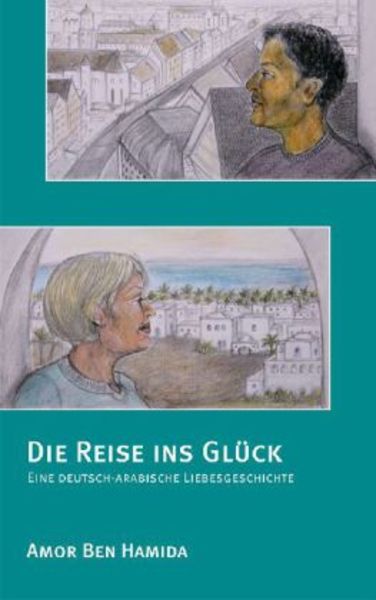 Die Reise ins Glück
Eine deutsch-arabische Liebesgeschichte
Amor Ben Hamida